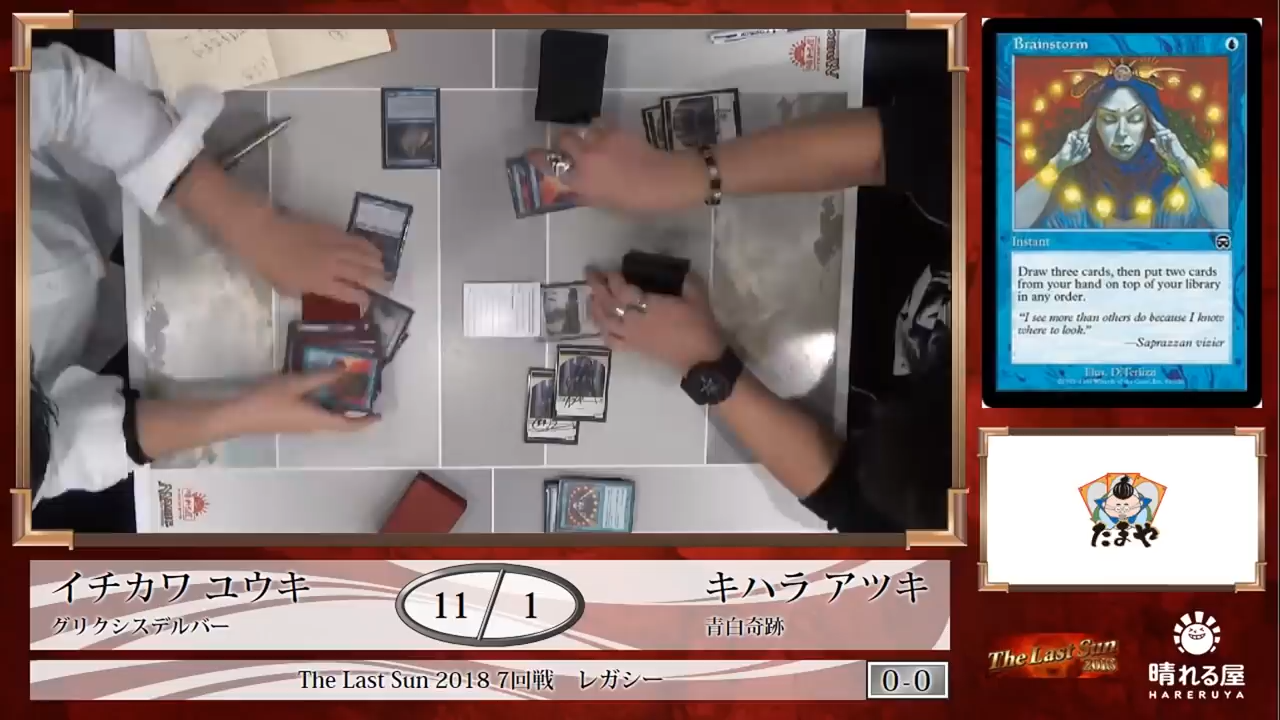 Brainstorm
Instant
Draw three cards, then put two cards
from your hand on top of your library
in any order.
"I see more than others do because I know
where to look."
—Saprazzan vizier
たまや
イチカワ ユウキ
グリクシスデルバー
11 / 1
キハラ アツキ
青白奇跡
The Last Sun 2018 7回戦 レガシー
0-0
The Last Sun
2018
晴れる屋
HARERUYA